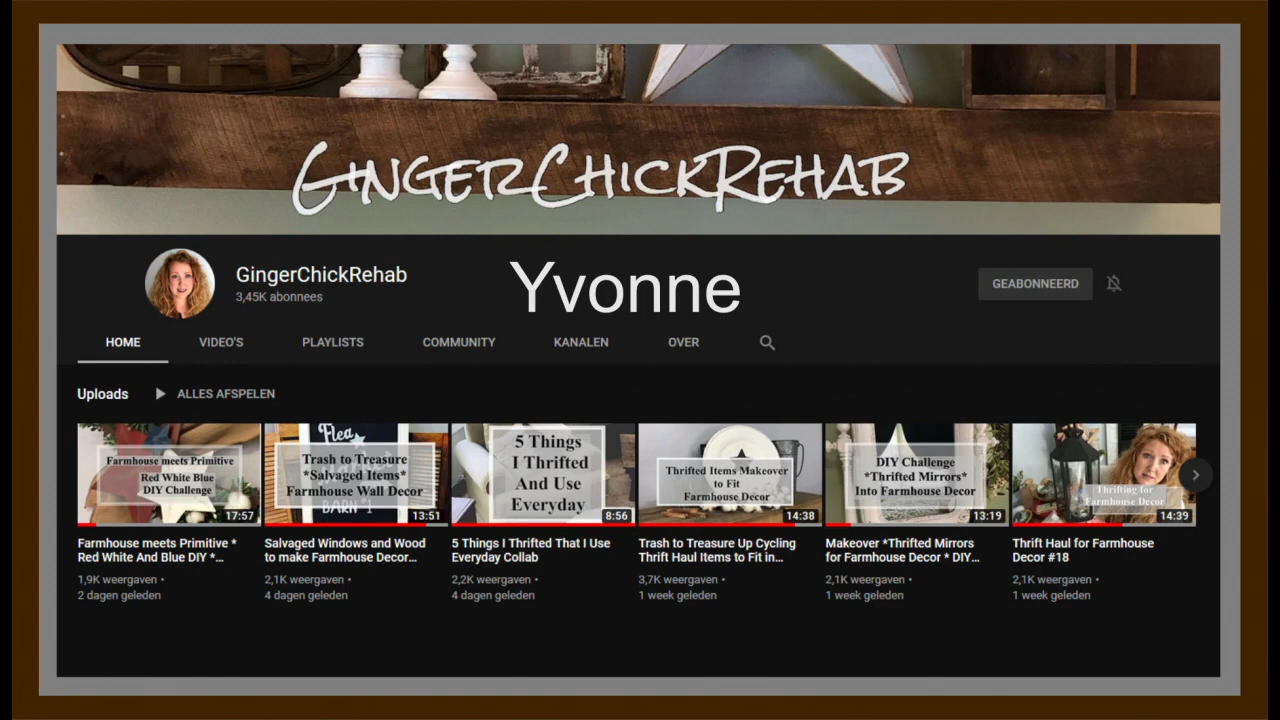 GingerChickRehab
GingerChickRehab
3,45K abonnees
Yvonne
GEABONNEERD
HOME VIDEO'S PLAYLISTS COMMUNITY KANALEN OVER
Uploads ALLES AFSPELEN
Farmhouse meets Primitive
Red White Blue
DIY Challenge
17:57
Flea
Trash to Treasure
*Salvaged Items*
Farmhouse Wall Decor
BARN #1
13:51
5 Things
I Thrifted
And Use
Everyday
8:56
Thrifted Items Makeover
to Fit
Farmhouse Decor
14:38
DIY Challenge
*Thrifted Mirrors*
Into Farmhouse Decor
13:19
Thrifting for
Farmhouse Decor
14:39
Farmhouse meets Primitive *
Red White And Blue DIY *...
1,9K weergaven •
2 dagen geleden
Salvaged Windows and Wood
to make Farmhouse Decor...
2,1K weergaven •
4 dagen geleden
5 Things I Thrifted That I Use
Everyday Collab
2,2K weergaven •
4 dagen geleden
Trash to Treasure Up Cycling
Thrift Haul Items to Fit in...
3,7K weergaven •
1 week geleden
Makeover *Thrifted Mirrors
for Farmhouse Decor * DIY...
2,1K weergaven •
1 week geleden
Thrift Haul for Farmhouse
Decor #18
2,1K weergaven •
1 week geleden